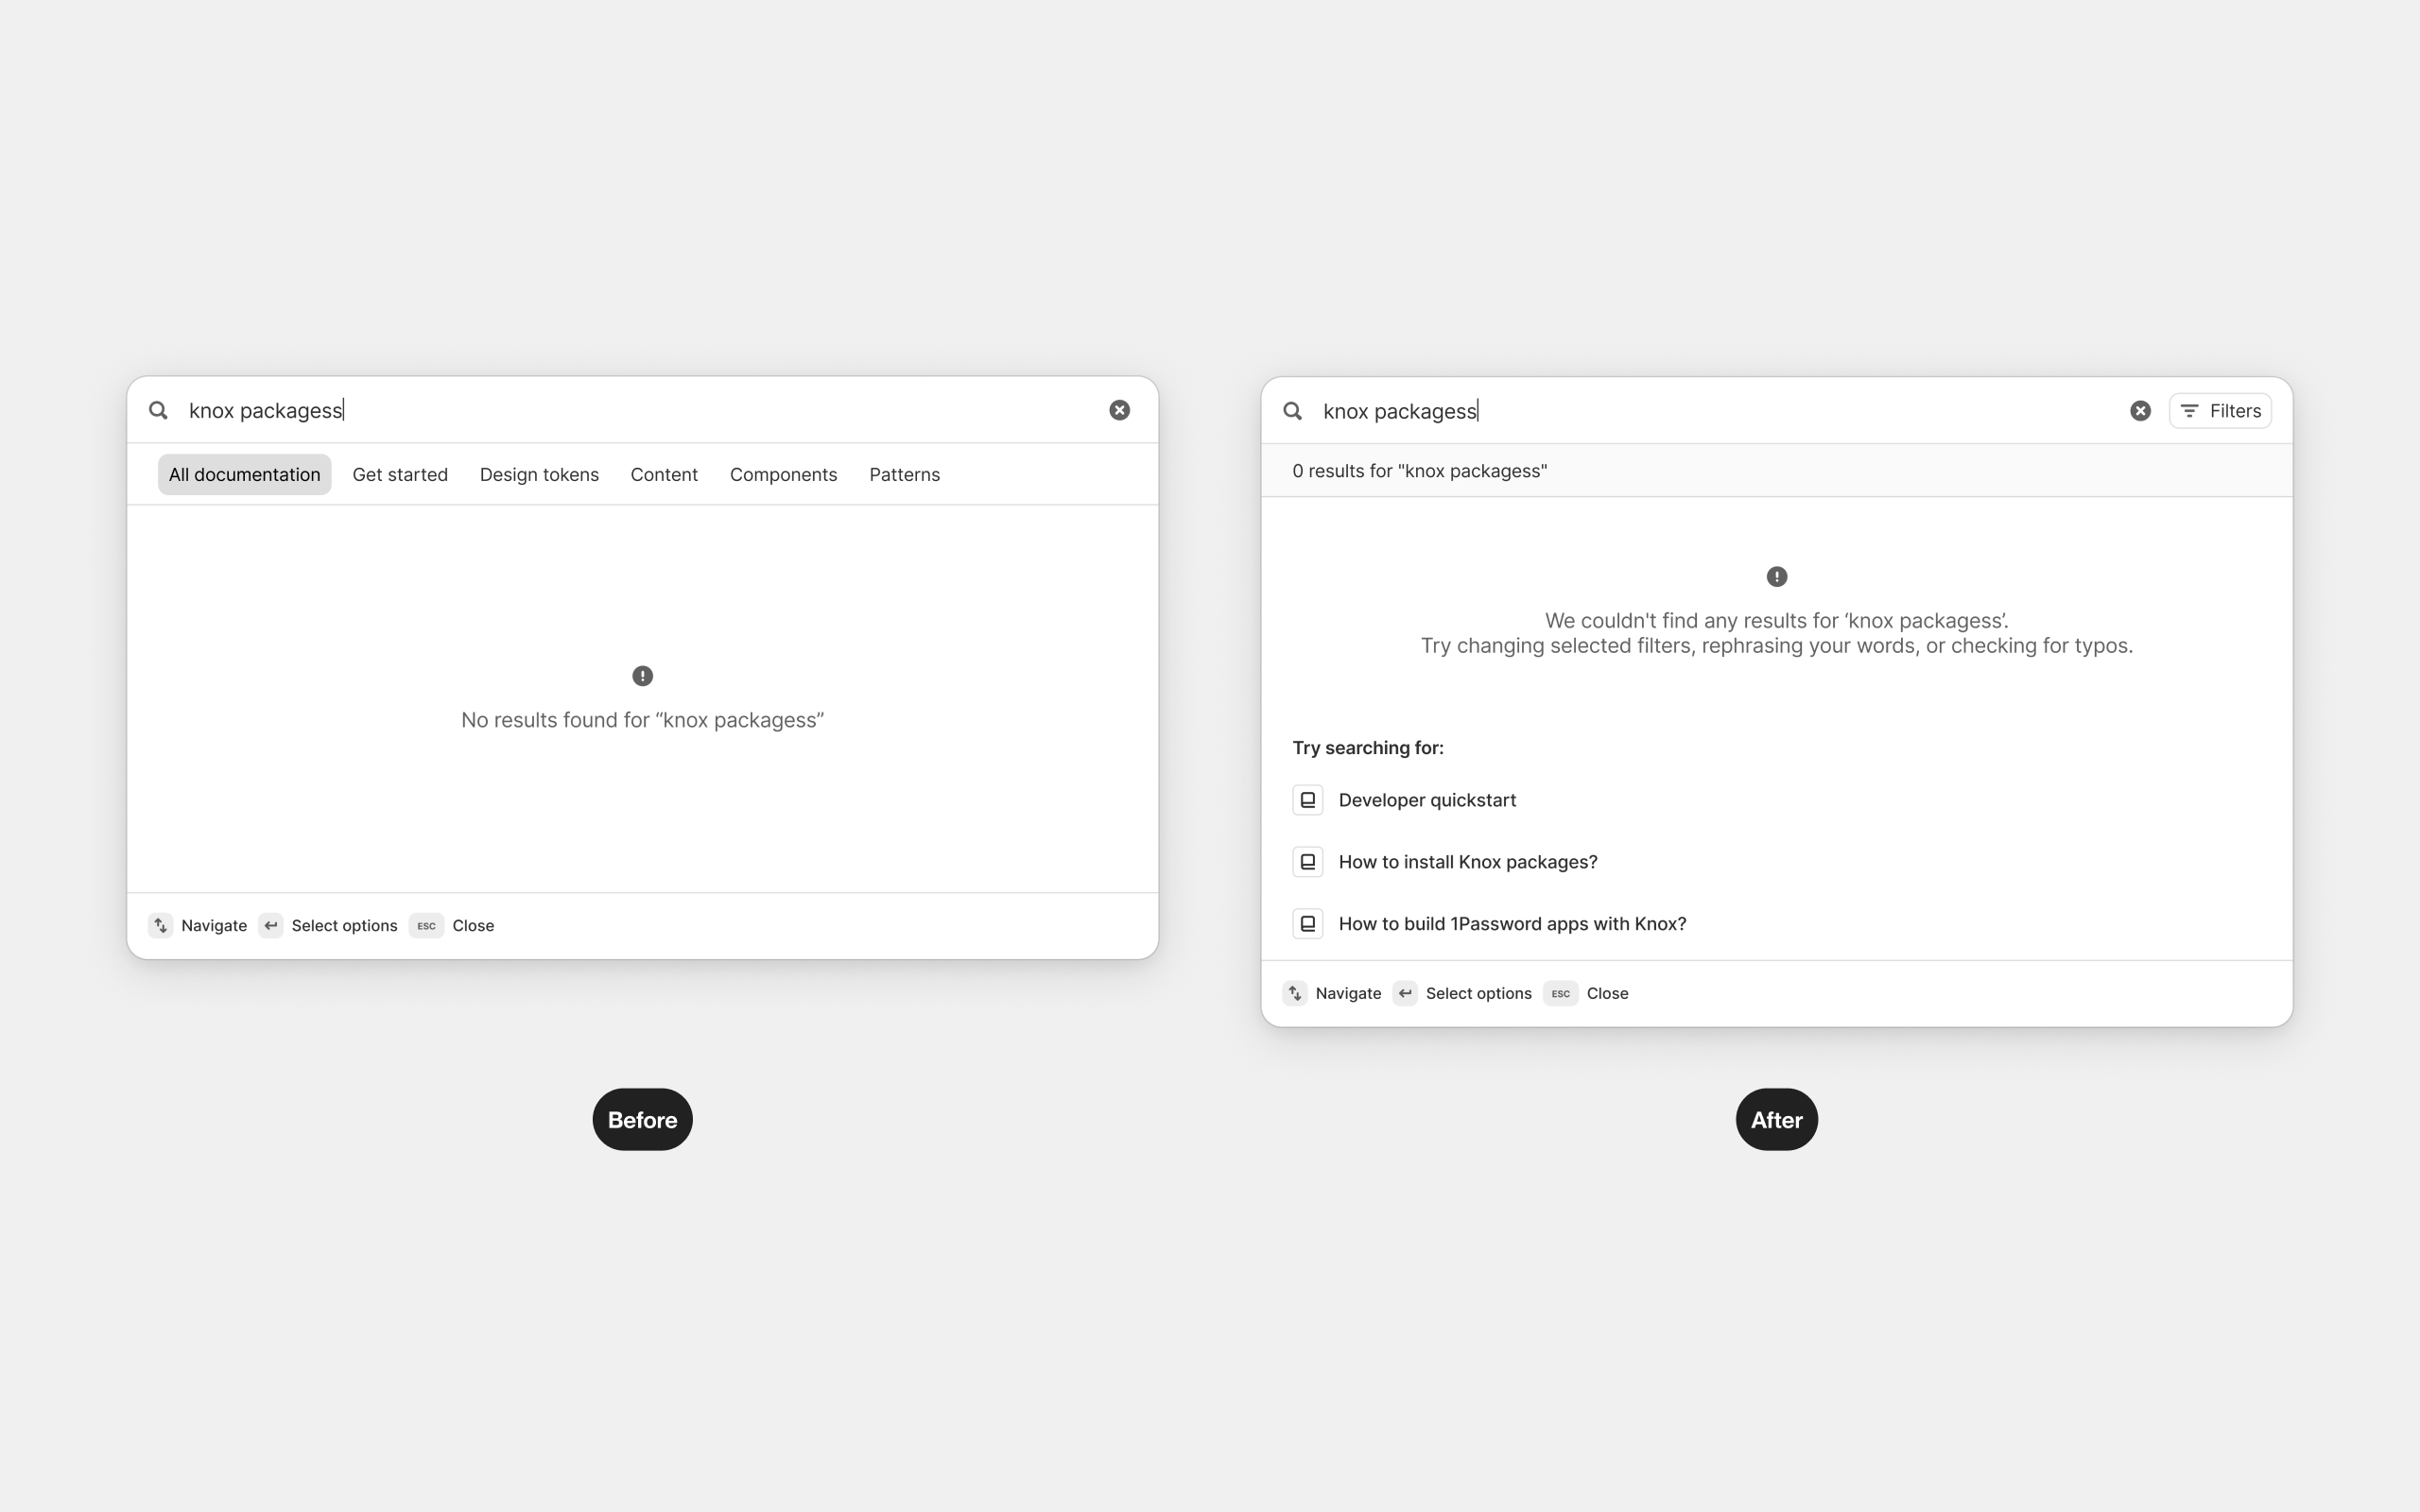 knox packagess
All documentation Get started Design tokens Content Components Patterns
No results found for “knox packagess”
Navigate Select options ESC Close
Before
knox packagess
Filters
0 results for "knox packagess"
We couldn't find any results for ‘knox packagess’.
Try changing selected filters, rephrasing your words, or checking for typos.
Try searching for:
Developer quickstart
How to install Knox packages?
How to build 1Password apps with Knox?
Navigate Select options ESC Close
After